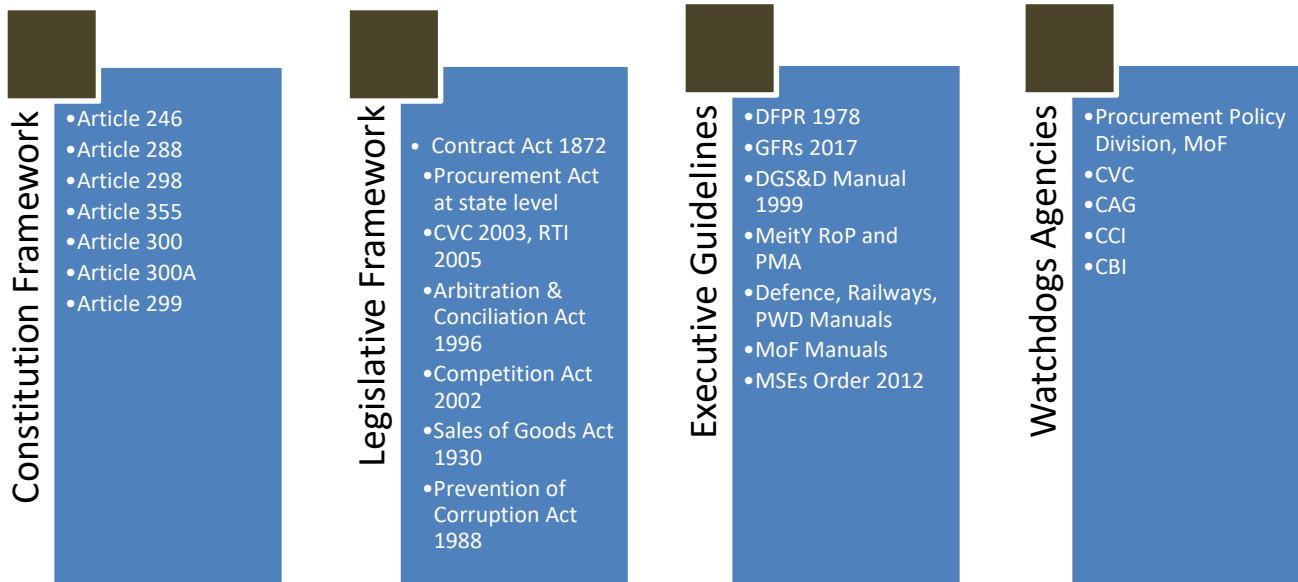 Constitution Framework
•Article 246
•Article 288
•Article 298
•Article 355
•Article 300
•Article 300A
•Article 299
Legislative Framework
• Contract Act 1872
•Procurement Act
at state level
•CVC 2003, RTI
2005
•Arbitration &
Conciliation Act
1996
•Competition Act
2002
•Sales of Goods Act
1930
•Prevention of
Corruption Act
1988
Executive Guidelines
•DFPR 1978
•GFRs 2017
•DGS&D Manual
1999
•MeitY RoP and
PMA
•Defence, Railways,
PWD Manuals
•MoF Manuals
•MSEs Order 2012
Watchdogs Agencies
•Procurement Policy
Division, MoF
•CVC
•CAG
•CCI
•CBI